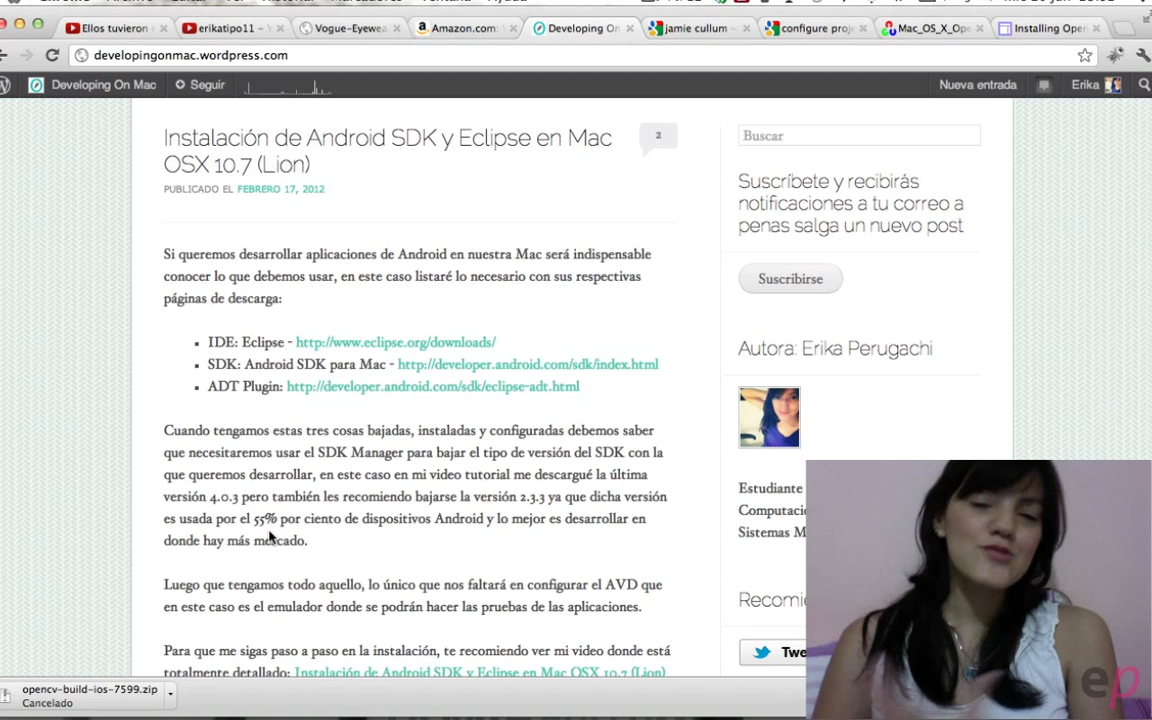 Ellos tuvieron
erikatipo11 - Y
Vogue-Eyewea
Amazon.com:
Developing On
jamie cullum -
configure proj
Mac_OS_X_Ope
Installing Open
developingonmac.wordpress.com
Developing On Mac
Seguir
Nueva entrada
Erika
Instalación de Android SDK y Eclipse en Mac
OSX 10.7 (Lion)
2
PUBLICADO EL FEBRERO 17, 2012
Si queremos desarrollar aplicaciones de Android en nuestra Mac será indispensable
conocer lo que debemos usar, en este caso listaré lo necesario con sus respectivas
páginas de descarga:
IDE: Eclipse - http://www.eclipse.org/downloads/
SDK: Android SDK para Mac - http://developer.android.com/sdk/index.html
ADT Plugin: http://developer.android.com/sdk/eclipse-adt.html
Cuando tengamos estas tres cosas bajadas, instaladas y configuradas debemos saber
que necesitaremos usar el SDK Manager para bajar el tipo de versión del SDK con la
que queremos desarrollar, en este caso en mi video tutorial me descargué la última
versión 4.0.3 pero también les recomiendo bajarse la versión 2.3.3 ya que dicha versión
es usada por el 55% por ciento de dispositivos Android y lo mejor es desarrollar en
donde hay más mercado.
Luego que tengamos todo aquello, lo único que nos faltará en configurar el AVD que
en este caso es el emulador donde se podrán hacer las pruebas de las aplicaciones.
Para que me sigas paso a paso en la instalación, te recomiendo ver mi video donde está
totalmente detallado: Instalación de Android SDK y Eclipse en Mac OSX 10.7 (Lion)
Buscar
Suscríbete y recibirás
notificaciones a tu correo a
penas salga un nuevo post
Suscribirse
Autora: Erika Perugachi
Estudiante
Computacio
Sistemas M
Recomi
Twe
opencv-build-ios-7599.zip
Cancelado
ep